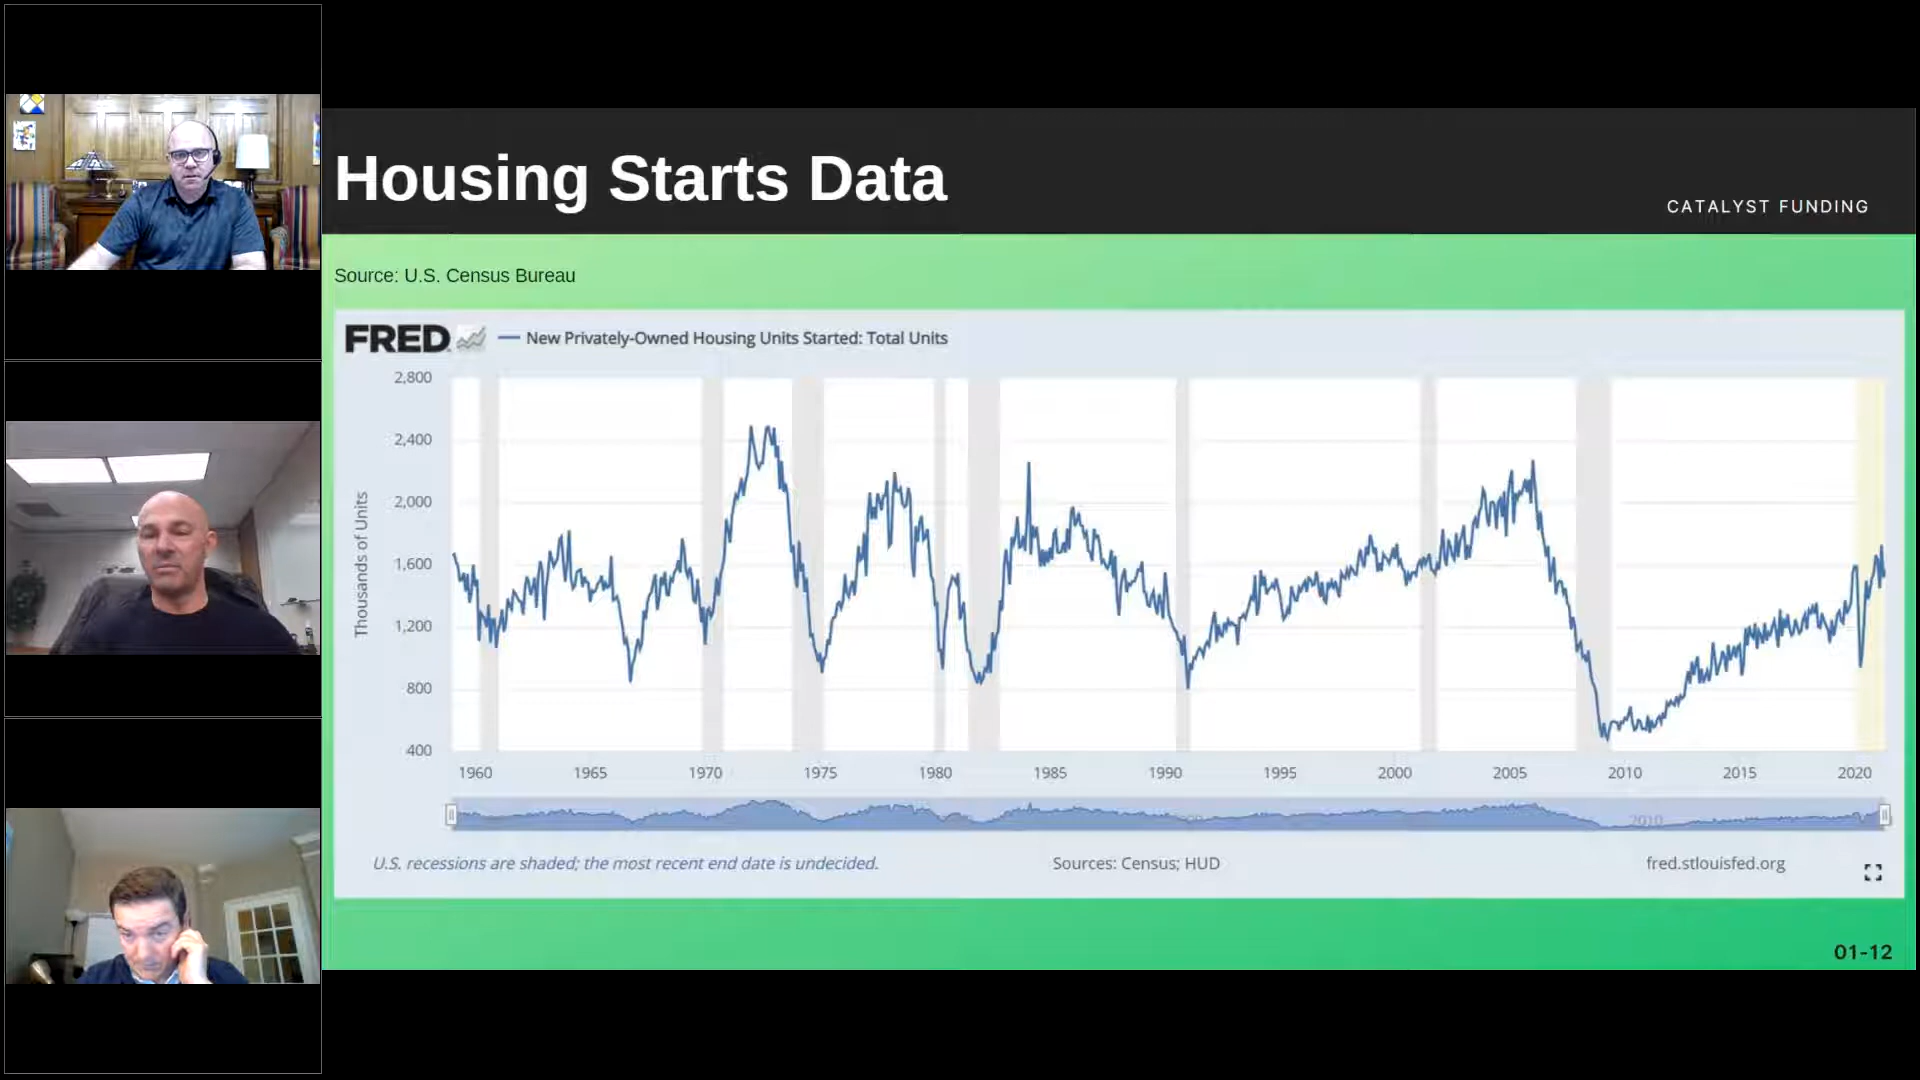 Housing Starts Data
CATALYST FUNDING
Source: U.S. Census Bureau
FRED
New Privately-Owned Housing Units Started: Total Units
Thousands of Units
2,800
2,400
2,000
1,600
1,200
800
400
1960 1965 1970 1975 1980 1985 1990 1995 2000 2005 2010 2015 2020
2010
U.S. recessions are shaded; the most recent end date is undecided.
Sources: Census; HUD
fred.stlouisfed.org
01-12